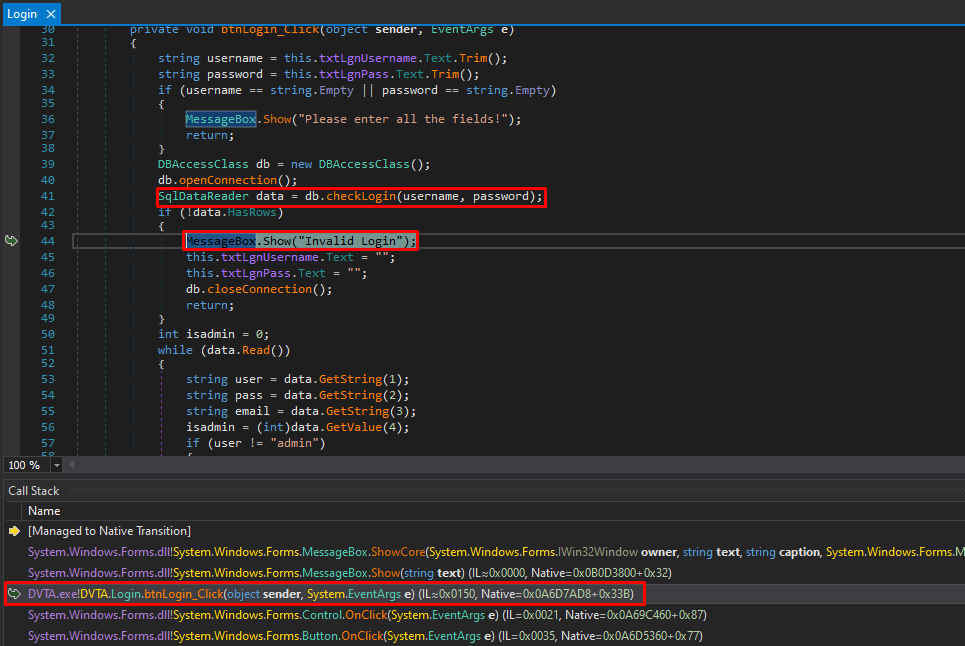 Login
30 private void btnLogin_Click(object sender, EventArgs e)
31 {
32 string username = this.txtLgnUsername.Text.Trim();
33 string password = this.txtLgnPass.Text.Trim();
34 if (username == string.Empty || password == string.Empty)
35 {
36 MessageBox.Show("Please enter all the fields!");
37 return;
38 }
39 DBAccessClass db = new DBAccessClass();
40 db.openConnection();
41 SqlDataReader data = db.checkLogin(username, password);
42 if (!data.HasRows)
43 {
44 MessageBox.Show("Invalid Login");
45 this.txtLgnUsername.Text = "";
46 this.txtLgnPass.Text = "";
47 db.closeConnection();
48 return;
49 }
50 int isadmin = 0;
51 while (data.Read())
52 {
53 string user = data.GetString(1);
54 string pass = data.GetString(2);
55 string email = data.GetString(3);
56 isadmin = (int)data.GetValue(4);
57 if (user != "admin")
58 {
100 %
Call Stack
Name
[Managed to Native Transition]
System.Windows.Forms.dll!System.Windows.Forms.MessageBox.ShowCore(System.Windows.Forms.IWin32Window owner, string text, string caption, System.Windows.Forms.M
System.Windows.Forms.dll!System.Windows.Forms.MessageBox.Show(string text) (IL≈0x0000, Native=0x0B0D3800+0x32)
DVTA.exe!DVTA.Login.btnLogin_Click(object sender, System.EventArgs e) (IL≈0x0150, Native=0x0A6D7AD8+0x33B)
System.Windows.Forms.dll!System.Windows.Forms.Control.OnClick(System.EventArgs e) (IL=0x0021, Native=0x0A69C460+0x87)
System.Windows.Forms.dll!System.Windows.Forms.Button.OnClick(System.EventArgs e) (IL=0x0035, Native=0x0A6D5360+0x77)